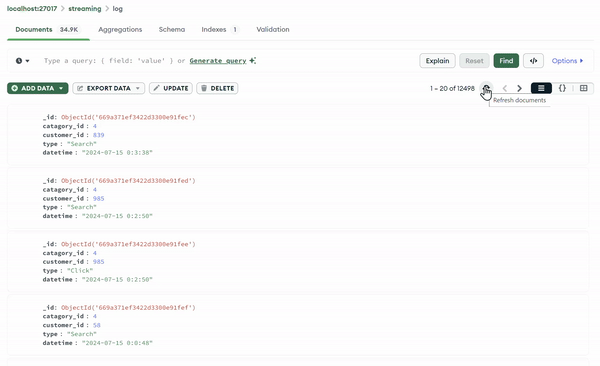 localhost:27017 > streaming > log
Documents 34.9K Aggregations Schema Indexes 1 Validation
Type a query: { field: 'value' } or Generate query Explain Reset Find </> Options
ADD DATA EXPORT DATA UPDATE DELETE 1 – 20 of 12498 {}
Refresh documents
_id: ObjectId('669a371ef3422d3300e91fec')
catagory_id: 4
customer_id: 839
type: "Search"
datetime: "2024-07-15 0:3:38"
_id: ObjectId('669a371ef3422d3300e91fed')
catagory_id: 4
customer_id: 985
type: "Search"
datetime: "2024-07-15 0:2:50"
_id: ObjectId('669a371ef3422d3300e91fee')
catagory_id: 4
customer_id: 985
type: "Click"
datetime: "2024-07-15 0:2:50"
_id: ObjectId('669a371ef3422d3300e91fef')
catagory_id: 4
customer_id: 58
type: "Search"
datetime: "2024-07-15 0:0:48"